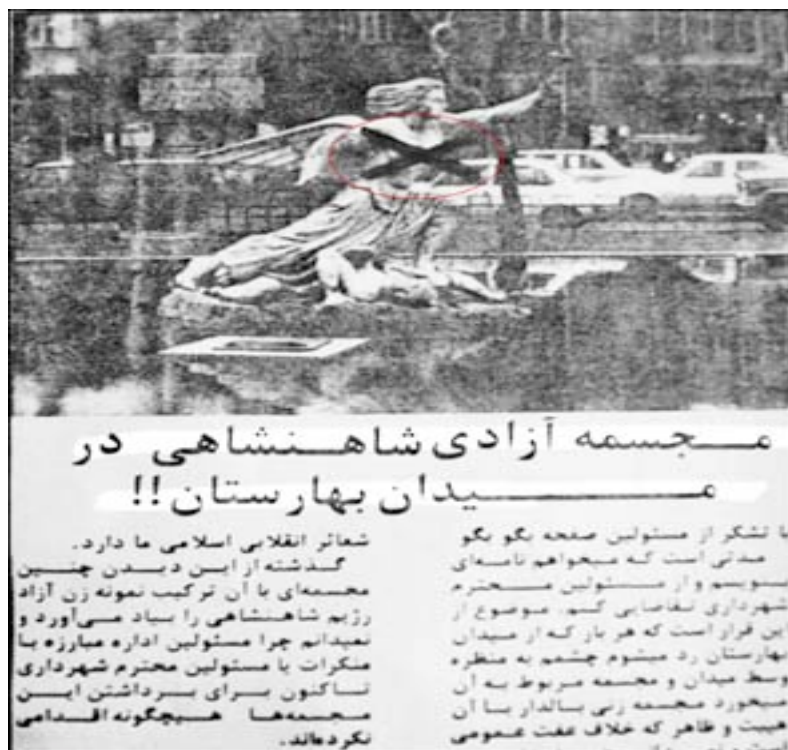 مجسمه آزادی شاهنشاهی در
میدان بهارستان!!
با تشکر از مسئولین صفحه بگو بگو
مدتی است که میخواهم نامه‌ای
بنویسم و از مسئولین محترم
شهرداری تقاضایی کنم. موضوع از
این قرار است که هر بار که از میدان
بهارستان رد میشوم چشمم به منظره
وسط میدان و مجسمه مربوط به آن
میخورد مجسمه زنی بالدار با آن
هیبت و ظاهر که خلاف عفت عمومی
شعائر انقلابی اسلامی ما دارد.
گذشته از این دیدن چنین
مجسمه‌ای با آن ترکیب نمونه زن آزاد
رژیم شاهنشاهی را بیاد می‌آورد و
نمیدانم چرا مسئولین اداره مبارزه با
منکرات یا مسئولین محترم شهرداری
تاکنون برای برداشتن این
مجسمه‌ها هیچگونه اقدامی
نکرده‌اند.